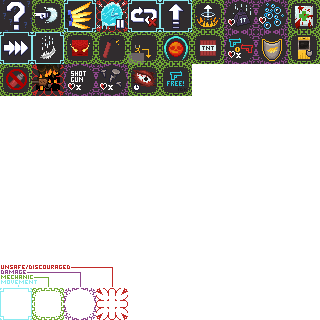 ?
TNT
SHOT
GUN
x
x
FREE!
UNSAFE/DISCOURAGED
DAMAGE
MECHANIC
MOVEMENT